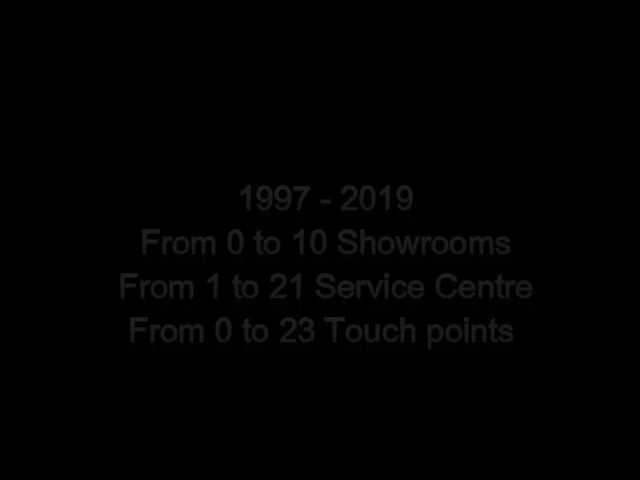 1997 - 2019
From 0 to 10 Showrooms
From 1 to 21 Service Centre
From 0 to 23 Touch points